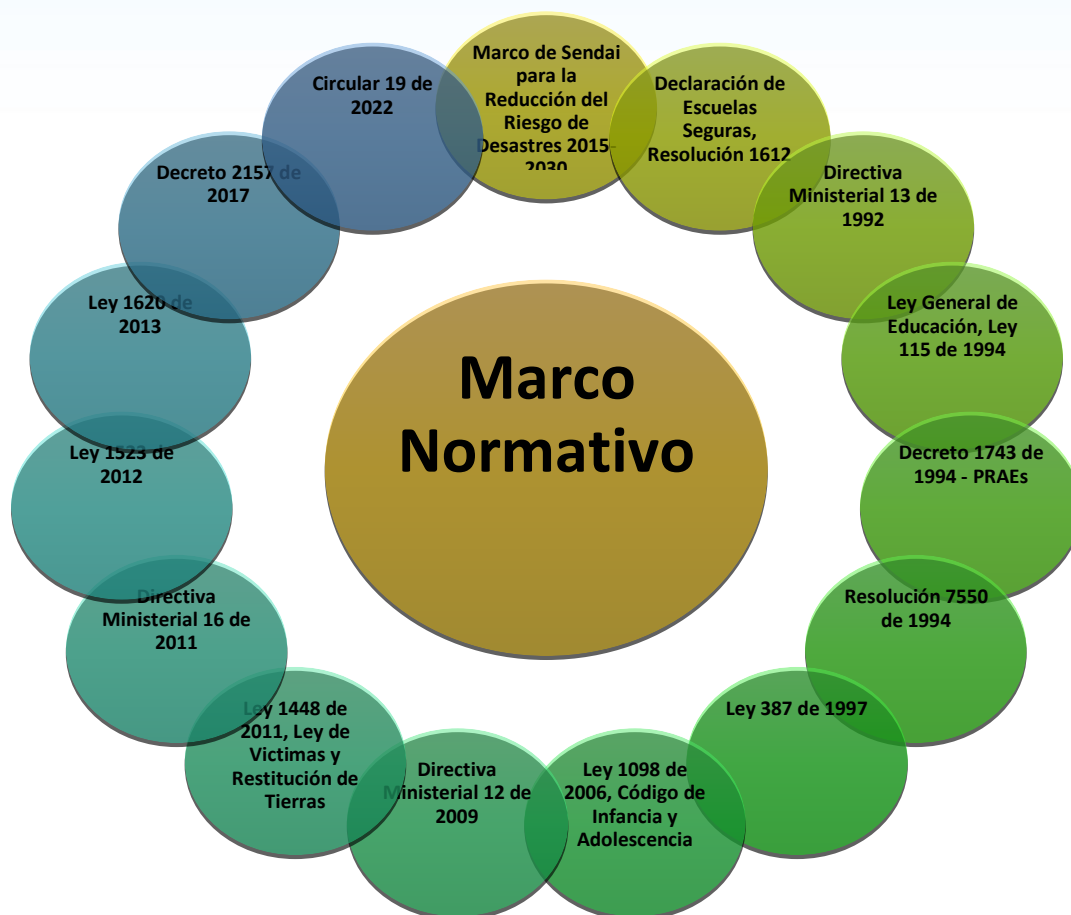 Marco de Sendai
para la
Reducción del
Riesgo de
Desastres 2015-
2030
Declaración de
Escuelas
Seguras,
Resolución 1612
Directiva
Ministerial 13 de
1992
Ley General de
Educación, Ley
115 de 1994
Decreto 1743 de
1994 - PRAEs
Resolución 7550
de 1994
Ley 387 de 1997
Ley 1098 de
2006, Código de
Infancia y
Adolescencia
Directiva
Ministerial 12 de
2009
Ley 1448 de
2011, Ley de
Victimas y
Restitución de
Tierras
Directiva
Ministerial 16 de
2011
Ley 1523 de
2012
Ley 1620 de
2013
Decreto 2157 de
2017
Circular 19 de
2022
Marco
Normativo